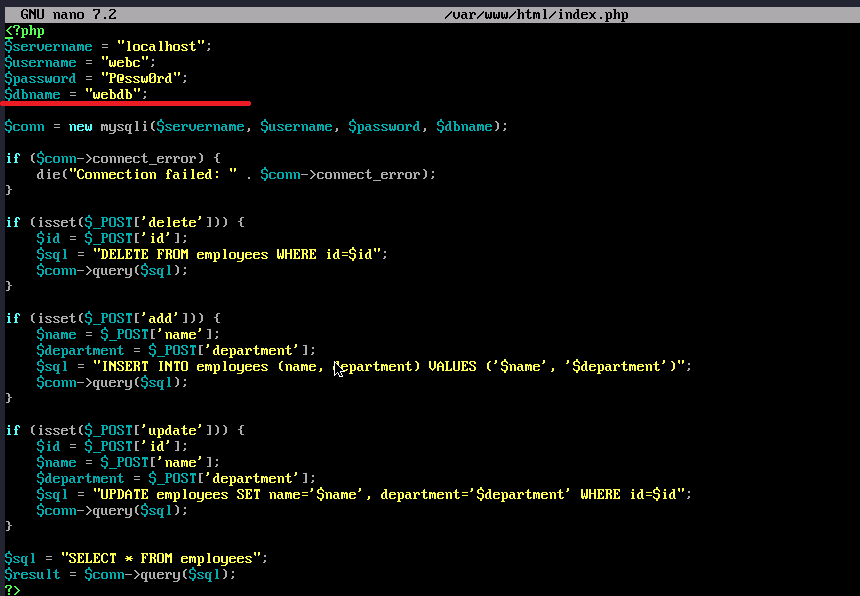 GNU nano 7.2 /var/www/html/index.php
<?php
$servername = "localhost";
$username = "webc";
$password = "P@ssw0rd";
$dbname = "webdb";
$conn = new mysqli($servername, $username, $password, $dbname);
if ($conn->connect_error) {
    die("Connection failed: " . $conn->connect_error);
}
if (isset($_POST['delete'])) {
    $id = $_POST['id'];
    $sql = "DELETE FROM employees WHERE id=$id";
    $conn->query($sql);
}
if (isset($_POST['add'])) {
    $name = $_POST['name'];
    $department = $_POST['department'];
    $sql = "INSERT INTO employees (name, department) VALUES ('$name', '$department')";
    $conn->query($sql);
}
if (isset($_POST['update'])) {
    $id = $_POST['id'];
    $name = $_POST['name'];
    $department = $_POST['department'];
    $sql = "UPDATE employees SET name='$name', department='$department' WHERE id=$id";
    $conn->query($sql);
}
$sql = "SELECT * FROM employees";
$result = $conn->query($sql);
?>